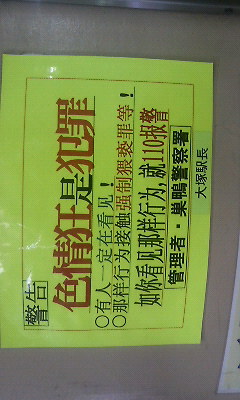 警告
色情狂是犯罪
○有人一定在看见！
○那样行为接触强制猥亵罪等！
如你看见那样行为,就110报警
管理者・巣鴨警察署
大塚駅長